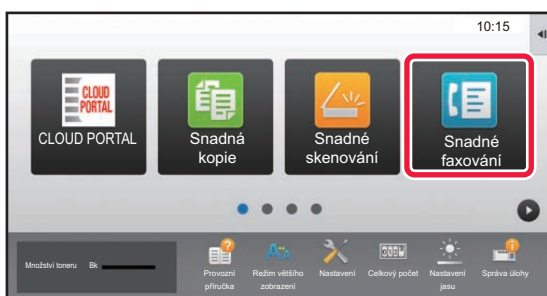 10:15
CLOUD
PORTAL
CLOUD PORTAL
Snadná
kopie
Snadné
skenování
Snadné
faxování
Množství toneru Bk
Provozní
příručka
Režim většího
zobrazení
Nastavení
Celkový počet
Nastavení
jasu
Správa úlohy